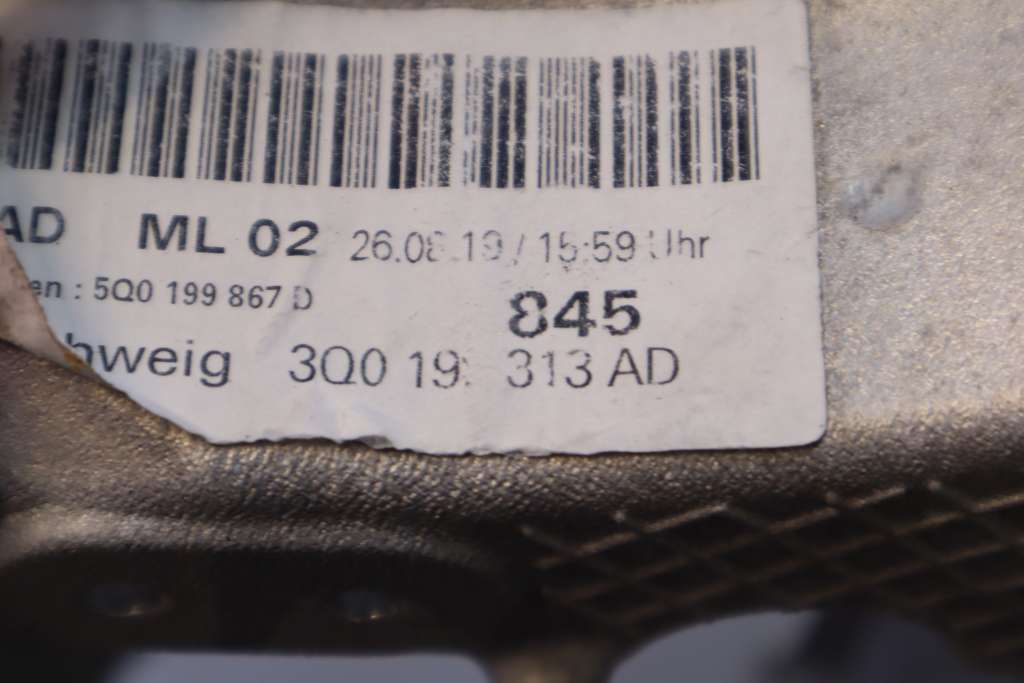 AD ML 02 26.08.19 / 15:59 Uhr
en : 5Q0 199 867 D
845
hweig 3Q0 19 313 AD